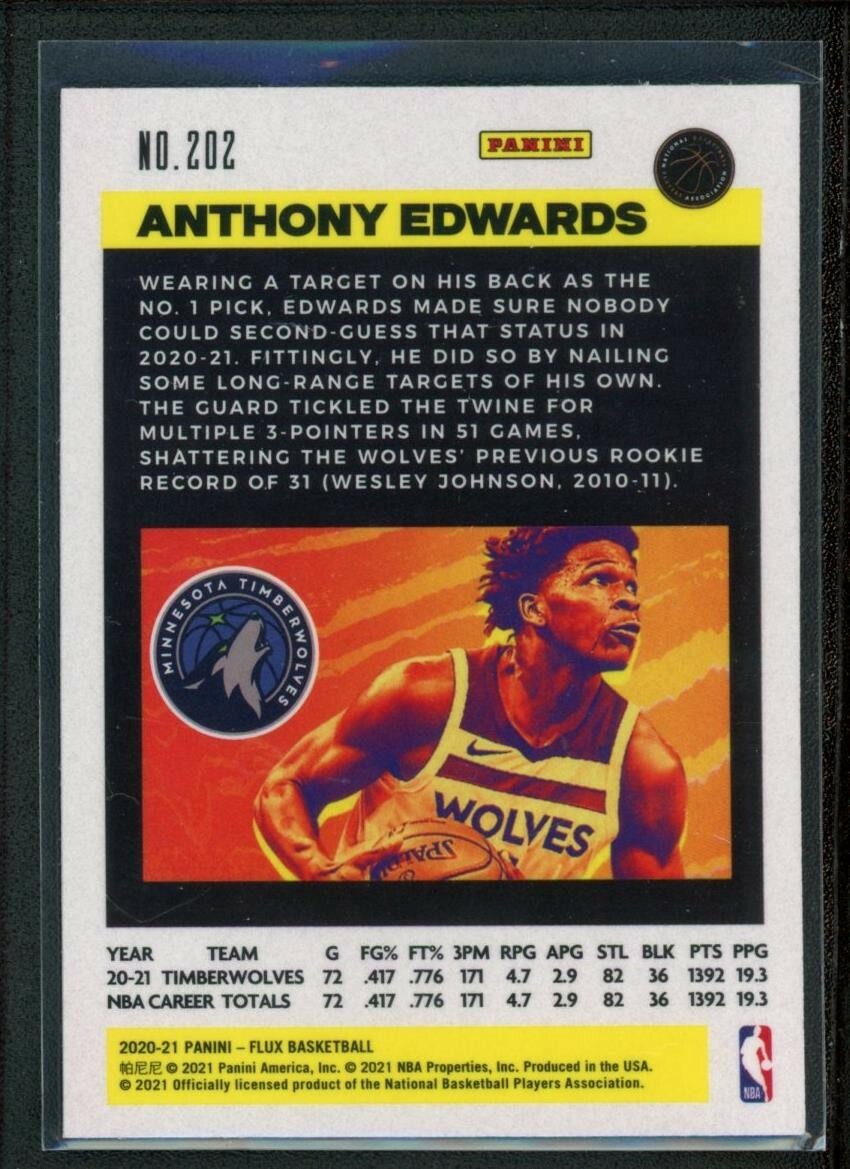 NO.202
PANINI
NATIONAL BASKETBALL PLAYERS ASSOCIATION
ANTHONY EDWARDS
WEARING A TARGET ON HIS BACK AS THE
NO. 1 PICK, EDWARDS MADE SURE NOBODY
COULD SECOND-GUESS THAT STATUS IN
2020-21. FITTINGLY, HE DID SO BY NAILING
SOME LONG-RANGE TARGETS OF HIS OWN.
THE GUARD TICKLED THE TWINE FOR
MULTIPLE 3-POINTERS IN 51 GAMES,
SHATTERING THE WOLVES' PREVIOUS ROOKIE
RECORD OF 31 (WESLEY JOHNSON, 2010-11).
MINNESOTA TIMBERWOLVES
WOLVES
SPALDING
YEAR TEAM G FG% FT% 3PM RPG APG STL BLK PTS PPG
20-21 TIMBERWOLVES 72 .417 .776 171 4.7 2.9 82 36 1392 19.3
NBA CAREER TOTALS 72 .417 .776 171 4.7 2.9 82 36 1392 19.3
2020-21 PANINI – FLUX BASKETBALL
帕尼尼 © 2021 Panini America, Inc. © 2021 NBA Properties, Inc. Produced in the USA.
© 2021 Officially licensed product of the National Basketball Players Association.
NBA